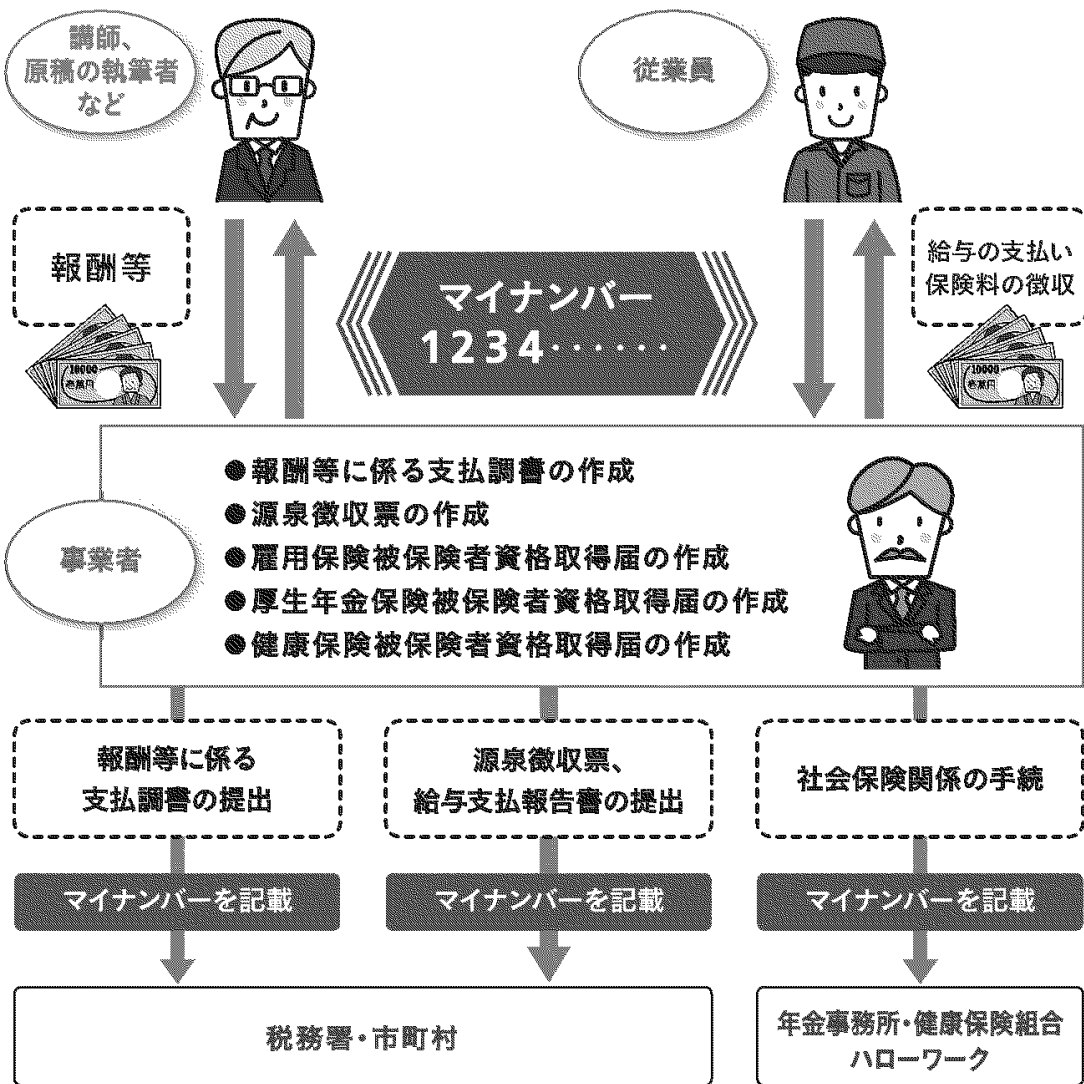 講師、
原稿の執筆者
など
従業員
報酬等
給与の支払い
保険料の徴収
マイナンバー
1234‥‥‥
10000
壱萬円
10000
壱萬円
事業者
●報酬等に係る支払調書の作成
●源泉徴収票の作成
●雇用保険被保険者資格取得届の作成
●厚生年金保険被保険者資格取得届の作成
●健康保険被保険者資格取得届の作成
報酬等に係る
支払調書の提出
源泉徴収票、
給与支払報告書の提出
社会保険関係の手続
マイナンバーを記載
マイナンバーを記載
マイナンバーを記載
税務署・市町村
年金事務所・健康保険組合
ハローワーク